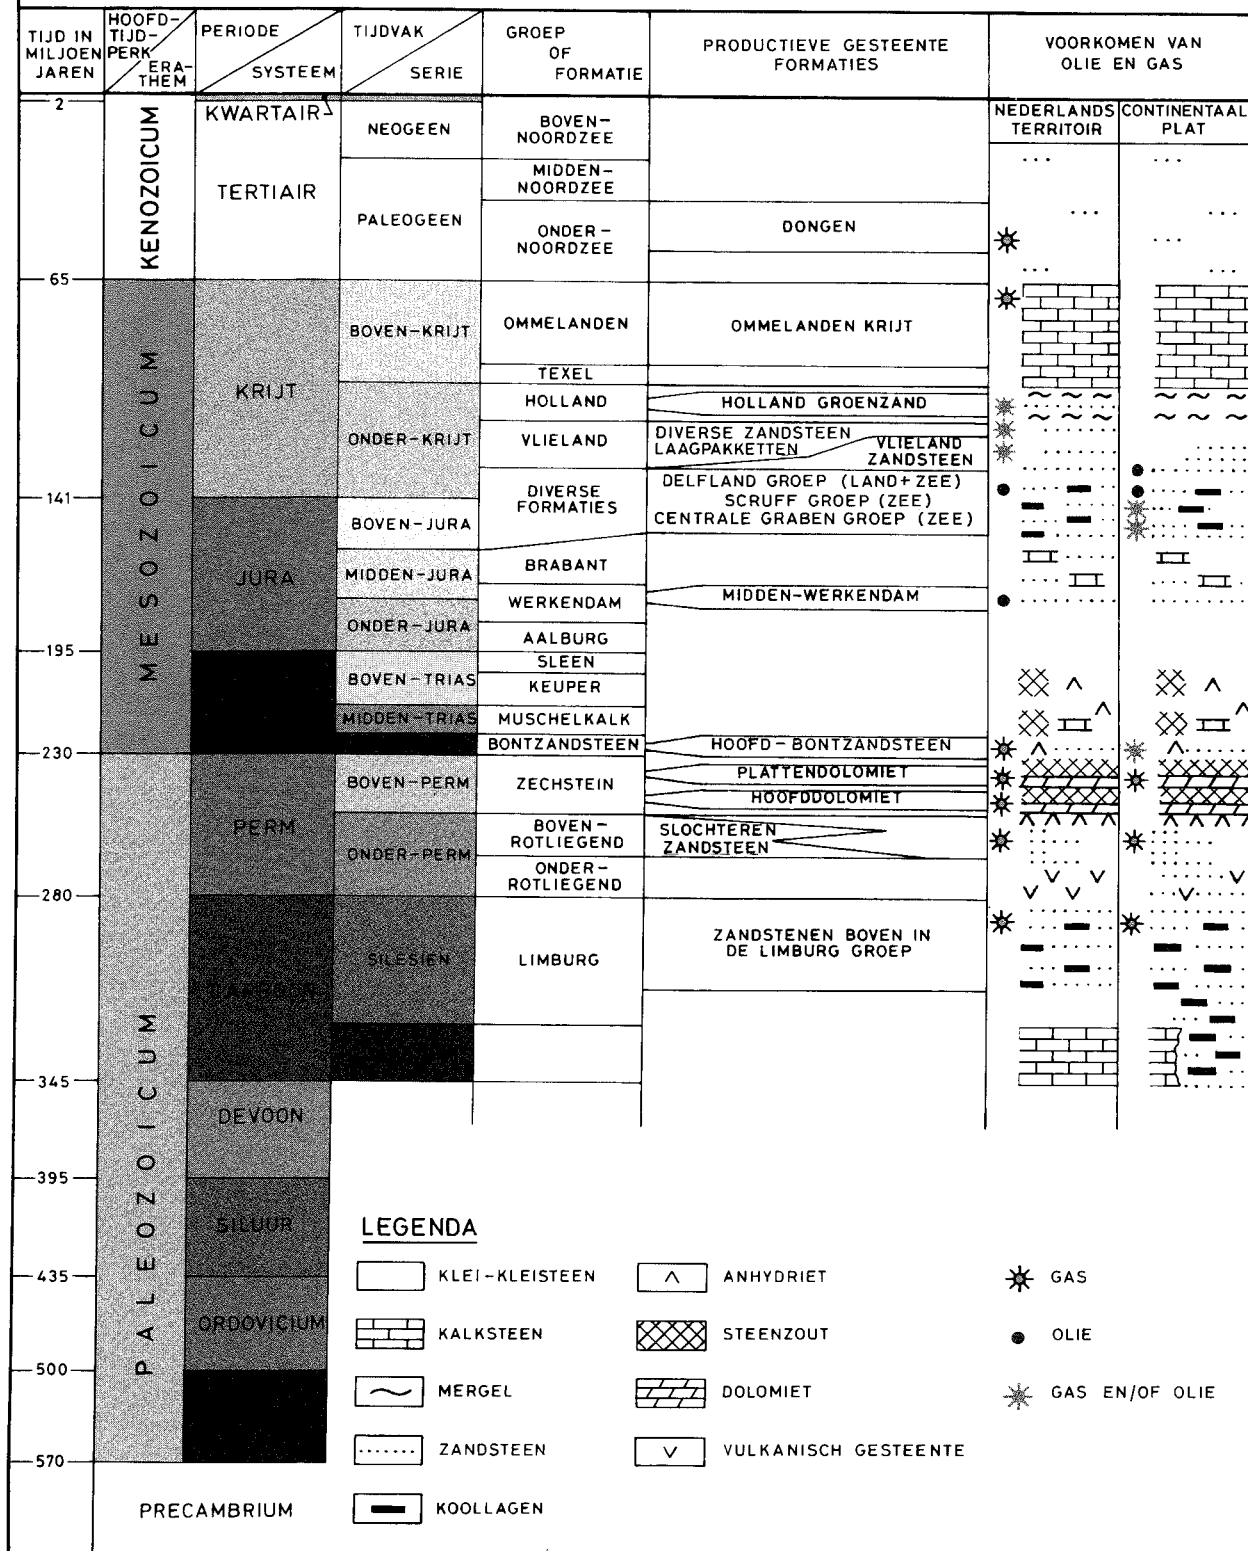 TIJD IN
MILJOEN
JAREN
HOOFD-
TIJD-
PERK
ERA-
THEM
PERIODE
SYSTEEM
TIJDVAK
SERIE
GROEP
OF
FORMATIE
PRODUCTIEVE GESTEENTE
FORMATIES
VOORKOMEN VAN
OLIE EN GAS
NEDERLANDS
TERRITOIR
CONTINENTAAL
PLAT
2
65
141
195
230
280
345
395
435
500
570
KENOZOICUM
MESOZOICUM
PALEOZOICUM
PRECAMBRIUM
KWARTAIR
TERTIAIR
KRIJT
JURA
PERM
CARBOON
DEVOON
SILUUR
ORDOVICIUM
NEOGEEN
PALEOGEEN
BOVEN-KRIJT
ONDER-KRIJT
BOVEN-JURA
MIDDEN-JURA
ONDER-JURA
BOVEN-TRIAS
MIDDEN-TRIAS
BOVEN-PERM
ONDER-PERM
SILESIEN
BOVEN-
NOORDZEE
MIDDEN-
NOORDZEE
ONDER-
NOORDZEE
OMMELANDEN
TEXEL
HOLLAND
VLIELAND
DIVERSE
FORMATIES
BRABANT
WERKENDAM
AALBURG
SLEEN
KEUPER
MUSCHELKALK
BONTZANDSTEEN
ZECHSTEIN
BOVEN-
ROTLIEGEND
ONDER-
ROTLIEGEND
LIMBURG
DONGEN
OMMELANDEN KRIJT
HOLLAND GROENZAND
DIVERSE ZANDSTEEN
LAAGPAKKETTEN
VLIELAND
ZANDSTEEN
DELFLAND GROEP (LAND+ZEE)
SCRUFF GROEP (ZEE)
CENTRALE GRABEN GROEP (ZEE)
MIDDEN-WERKENDAM
HOOFD-BONTZANDSTEEN
PLATTENDOLOMIET
HOOFDDOLOMIET
SLOCHTEREN
ZANDSTEEN
ZANDSTENEN BOVEN IN
DE LIMBURG GROEP
LEGENDA
KLEI-KLEISTEEN
KALKSTEEN
MERGEL
ZANDSTEEN
KOOLLAGEN
ANHYDRIET
STEENZOUT
DOLOMIET
VULKANISCH GESTEENTE
GAS
OLIE
GAS EN/OF OLIE